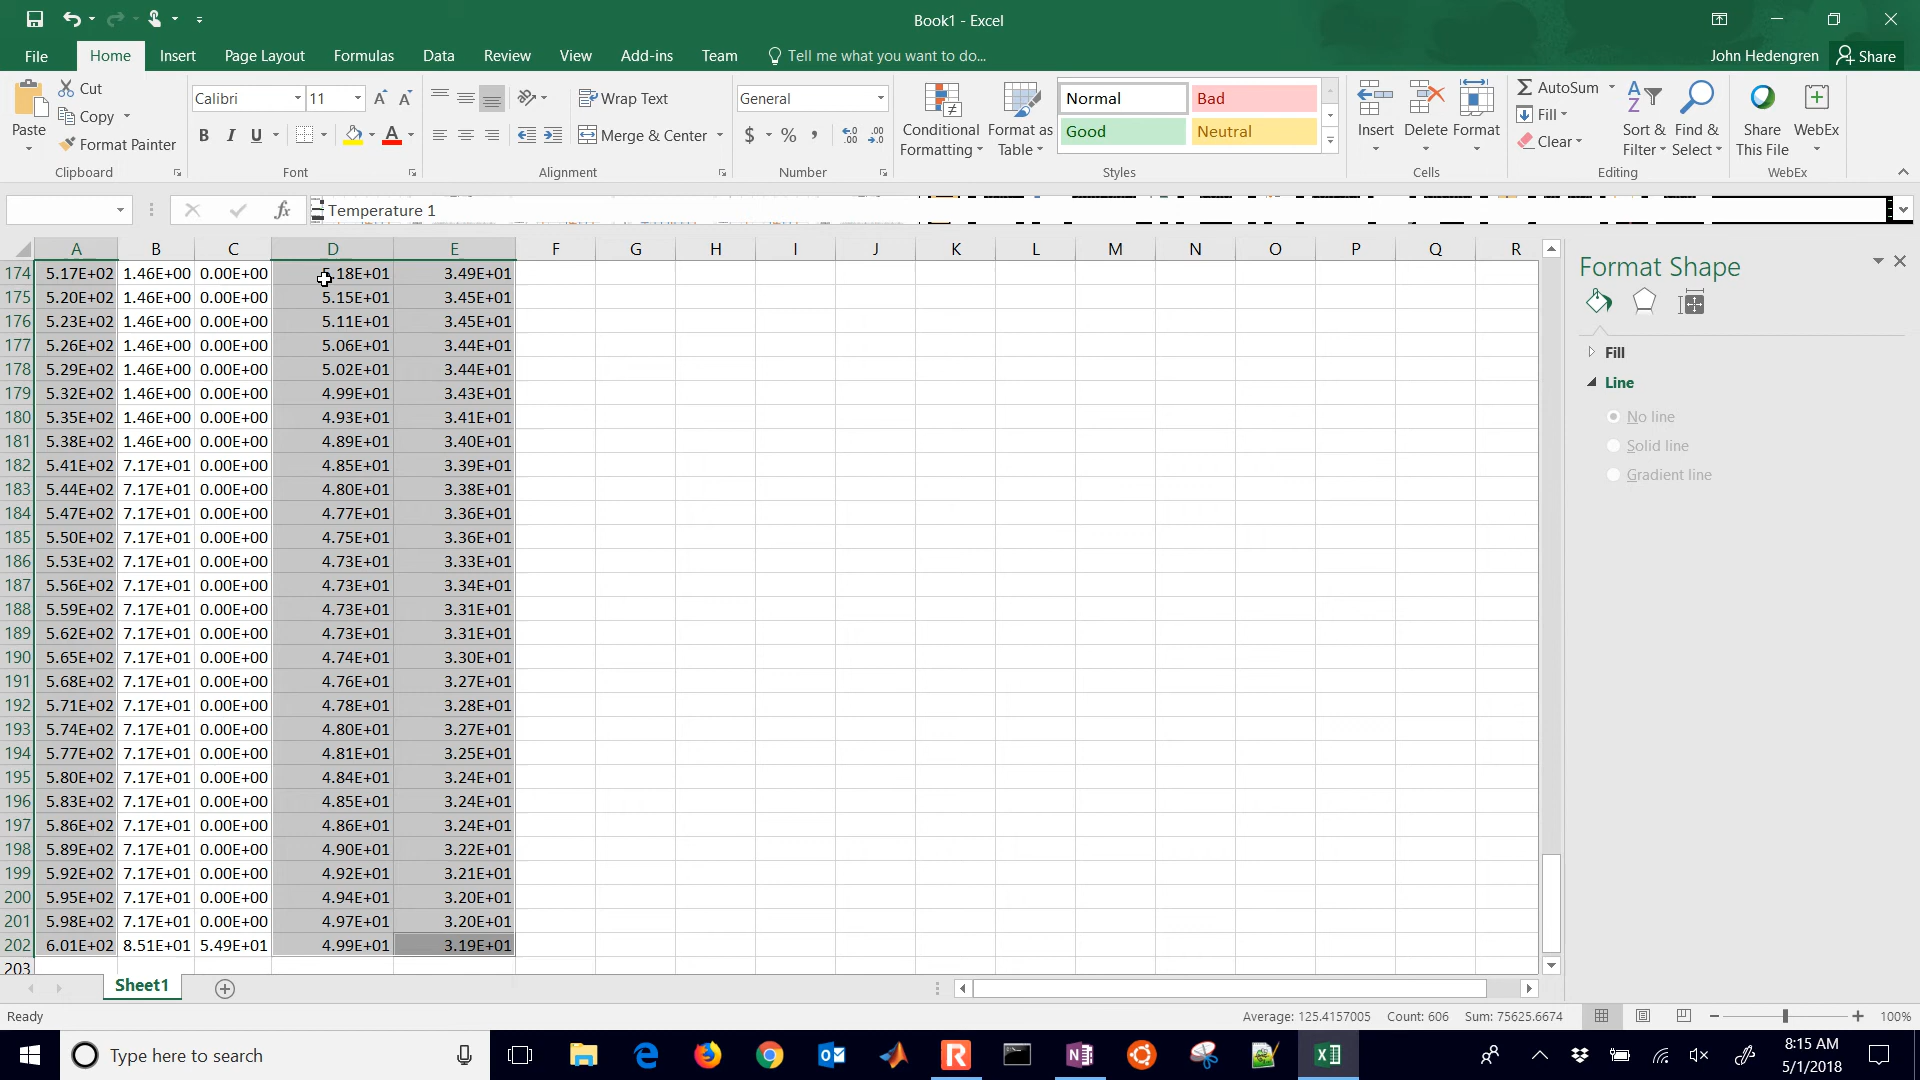 Book1 - Excel
File Home Insert Page Layout Formulas Data Review View Add-ins Team Tell me what you want to do... John Hedengren Share
Paste Cut Copy Format Painter Clipboard
Calibri 11 B I U A Font
Wrap Text Merge & Center Alignment
General $ % , Number
Conditional Formatting Format as Table Normal Bad Good Neutral Styles
Insert Delete Format Cells
AutoSum Fill Clear Sort & Filter Find & Select Editing
Share This File WebEx WebEx
fx Temperature 1
A B C D E F G H I J K L M N O P Q R
174 5.17E+02 1.46E+00 0.00E+00 5.18E+01 3.49E+01
175 5.20E+02 1.46E+00 0.00E+00 5.15E+01 3.45E+01
176 5.23E+02 1.46E+00 0.00E+00 5.11E+01 3.45E+01
177 5.26E+02 1.46E+00 0.00E+00 5.06E+01 3.44E+01
178 5.29E+02 1.46E+00 0.00E+00 5.02E+01 3.44E+01
179 5.32E+02 1.46E+00 0.00E+00 4.99E+01 3.43E+01
180 5.35E+02 1.46E+00 0.00E+00 4.93E+01 3.41E+01
181 5.38E+02 1.46E+00 0.00E+00 4.89E+01 3.40E+01
182 5.41E+02 7.17E+01 0.00E+00 4.85E+01 3.39E+01
183 5.44E+02 7.17E+01 0.00E+00 4.80E+01 3.38E+01
184 5.47E+02 7.17E+01 0.00E+00 4.77E+01 3.36E+01
185 5.50E+02 7.17E+01 0.00E+00 4.75E+01 3.36E+01
186 5.53E+02 7.17E+01 0.00E+00 4.73E+01 3.33E+01
187 5.56E+02 7.17E+01 0.00E+00 4.73E+01 3.34E+01
188 5.59E+02 7.17E+01 0.00E+00 4.73E+01 3.31E+01
189 5.62E+02 7.17E+01 0.00E+00 4.73E+01 3.31E+01
190 5.65E+02 7.17E+01 0.00E+00 4.74E+01 3.30E+01
191 5.68E+02 7.17E+01 0.00E+00 4.76E+01 3.27E+01
192 5.71E+02 7.17E+01 0.00E+00 4.78E+01 3.28E+01
193 5.74E+02 7.17E+01 0.00E+00 4.80E+01 3.27E+01
194 5.77E+02 7.17E+01 0.00E+00 4.81E+01 3.25E+01
195 5.80E+02 7.17E+01 0.00E+00 4.84E+01 3.24E+01
196 5.83E+02 7.17E+01 0.00E+00 4.85E+01 3.24E+01
197 5.86E+02 7.17E+01 0.00E+00 4.86E+01 3.24E+01
198 5.89E+02 7.17E+01 0.00E+00 4.90E+01 3.22E+01
199 5.92E+02 7.17E+01 0.00E+00 4.92E+01 3.21E+01
200 5.95E+02 7.17E+01 0.00E+00 4.94E+01 3.20E+01
201 5.98E+02 7.17E+01 0.00E+00 4.97E+01 3.20E+01
202 6.01E+02 8.51E+01 5.49E+01 4.99E+01 3.19E+01
203
Format Shape
Fill
Line
No line
Solid line
Gradient line
Sheet1
Ready Average: 125.4157005 Count: 606 Sum: 75625.6674 100%
Type here to search
8:15 AM
5/1/2018